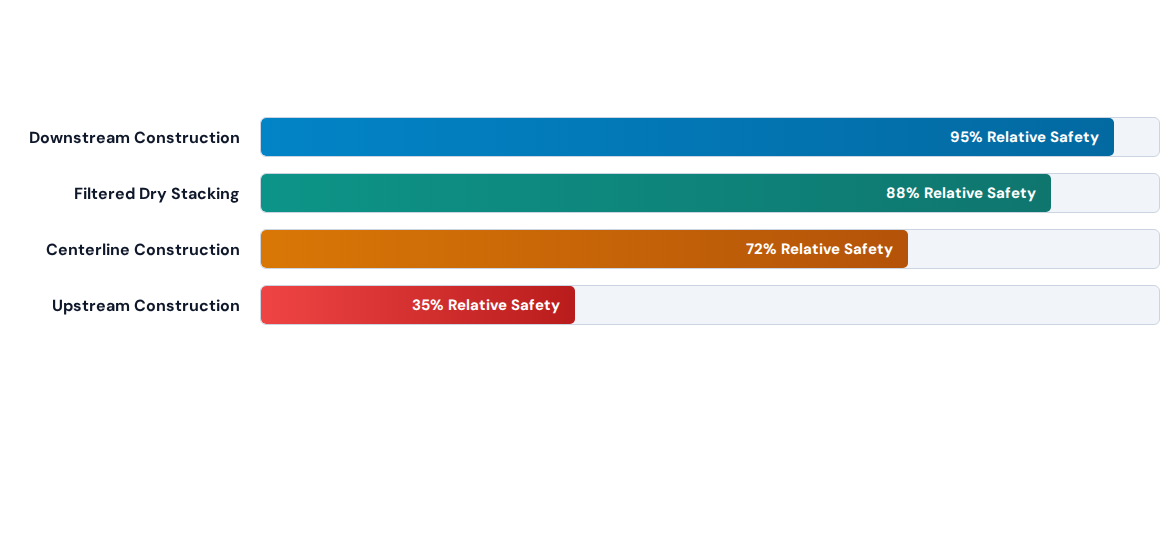 Downstream Construction
95% Relative Safety
Filtered Dry Stacking
88% Relative Safety
Centerline Construction
72% Relative Safety
Upstream Construction
35% Relative Safety